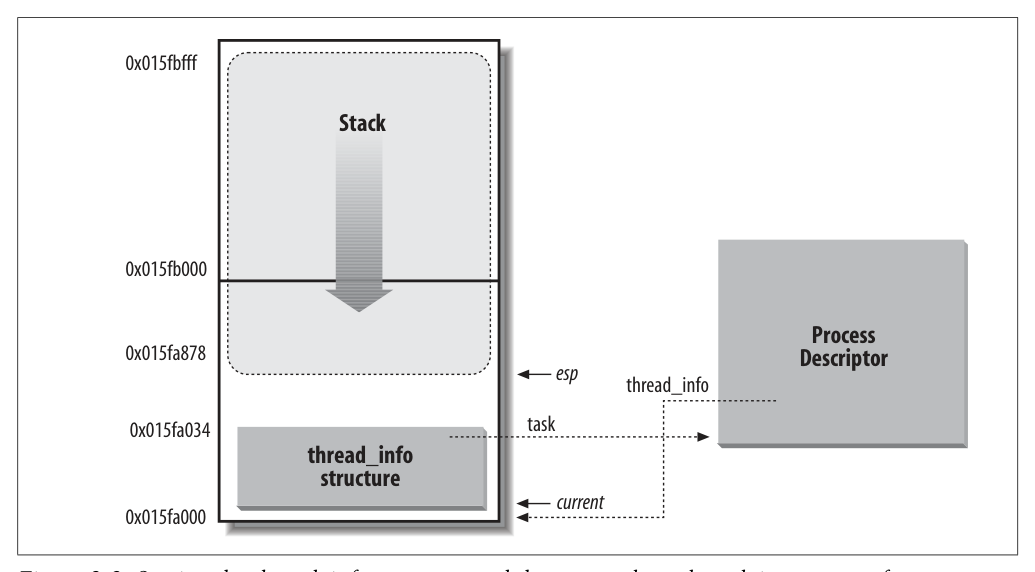 0x015fbfff
Stack
0x015fb000
0x015fa878
esp
Process
Descriptor
thread_info
task
0x015fa034
thread_info
structure
current
0x015fa000